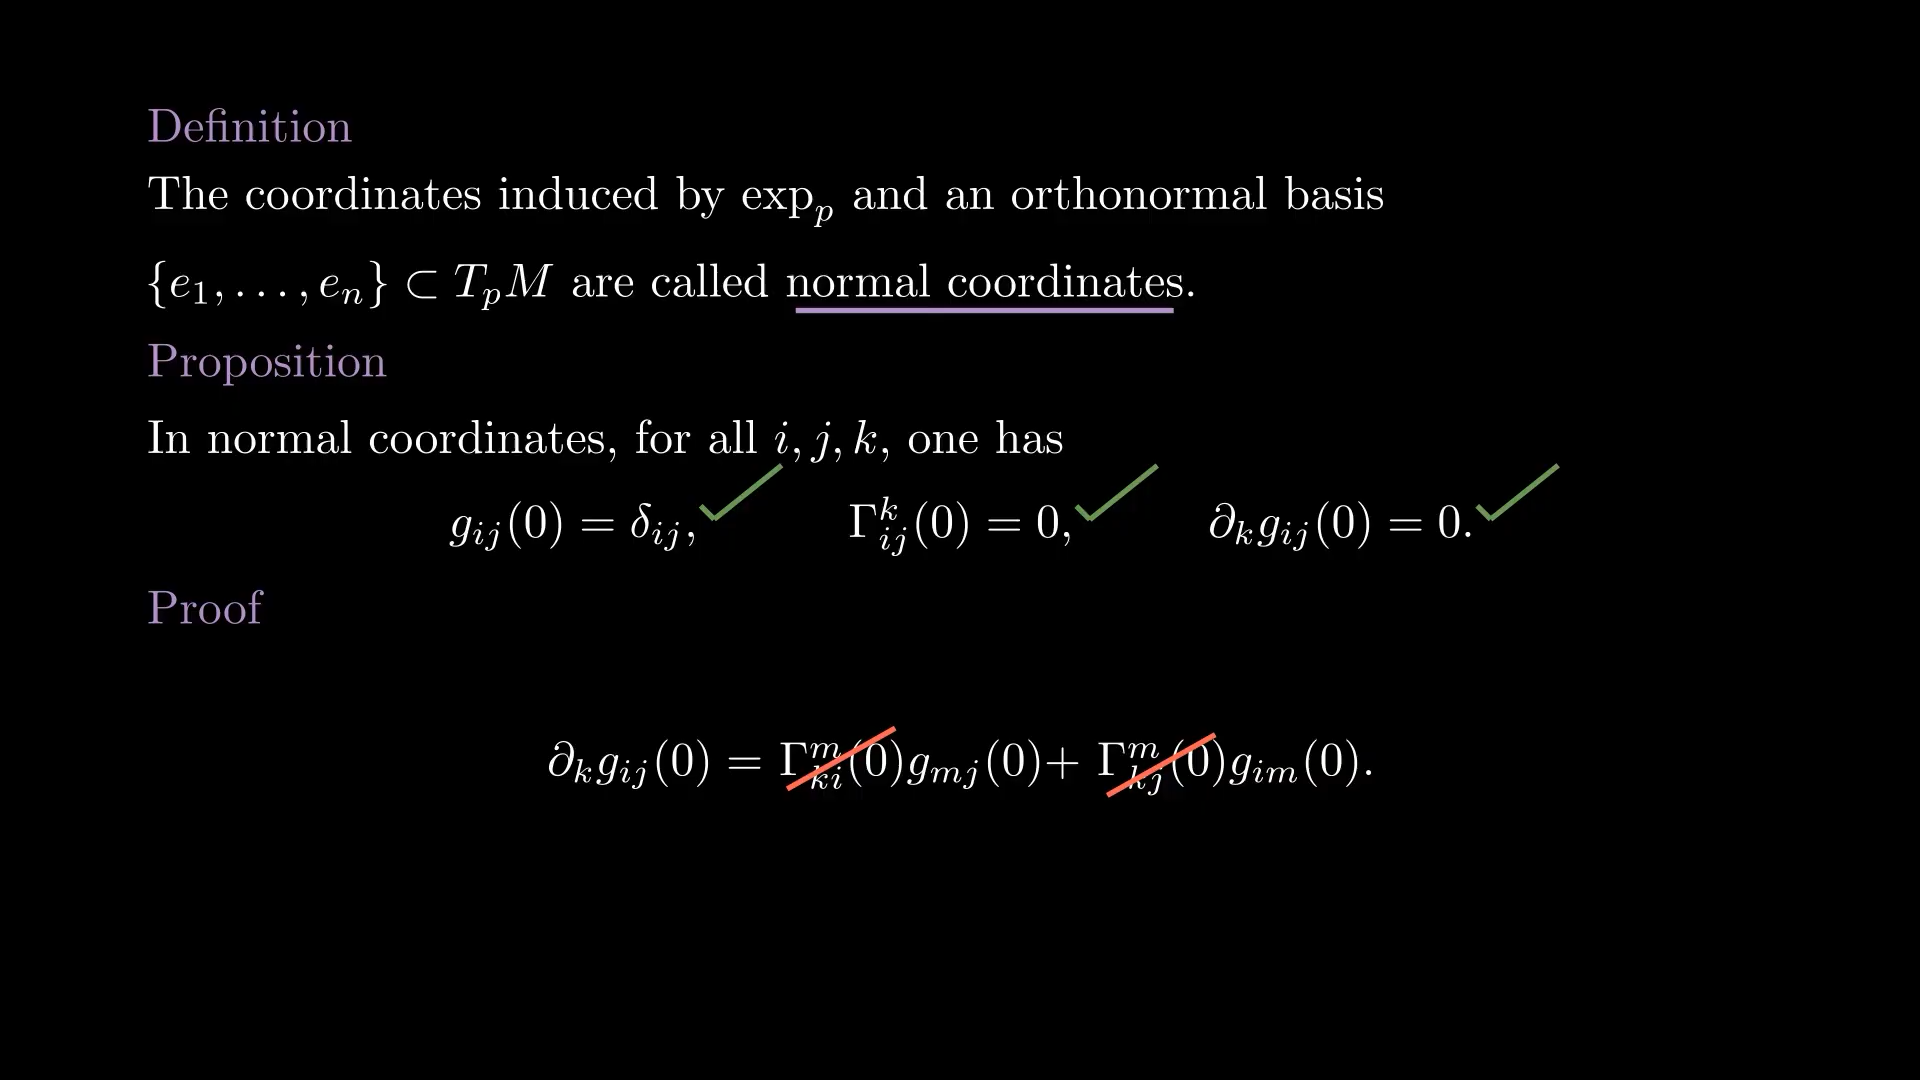 Definition
The coordinates induced by exp_p and an orthonormal basis
{e_1, . . . , e_n} ⊂ T_pM are called normal coordinates.
Proposition
In normal coordinates, for all i, j, k, one has
g_{ij}(0) = δ_{ij}, Γ^k_{ij}(0) = 0, ∂_k g_{ij}(0) = 0.
Proof
∂_k g_{ij}(0) = Γ^m_{ki}(0)g_{mj}(0)+ Γ^m_{kj}(0)g_{im}(0).